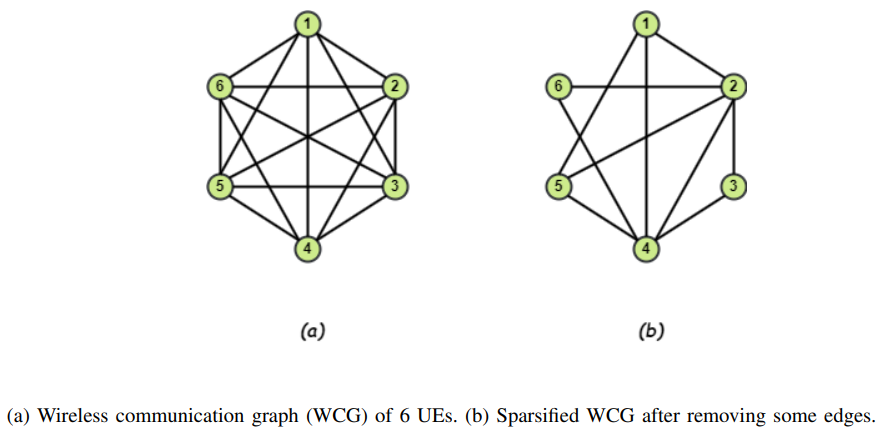 1 1
6 2 6 2
5 3 5 3
4 4
(a) (b)
(a) Wireless communication graph (WCG) of 6 UEs. (b) Sparsified WCG after removing some edges.